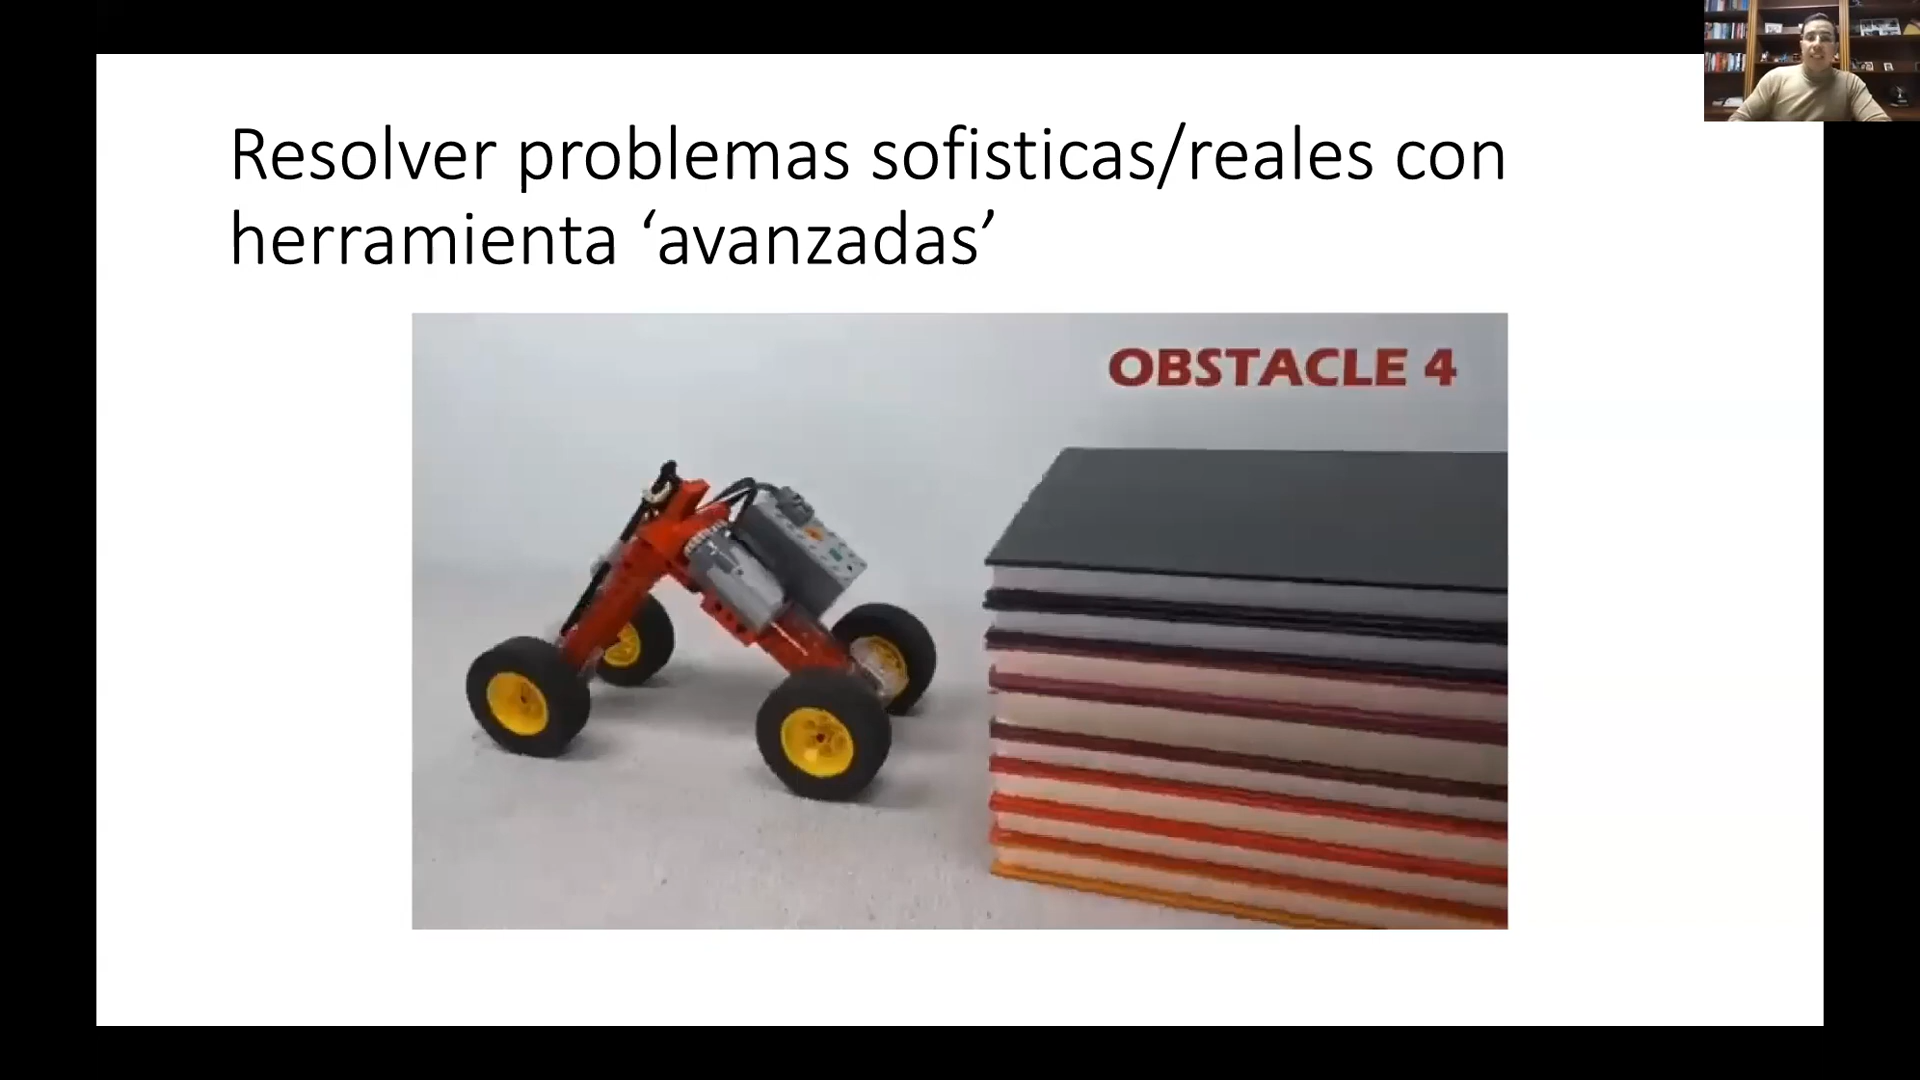 Resolver problemas sofisticas/reales con
herramienta ‘avanzadas’
OBSTACLE 4